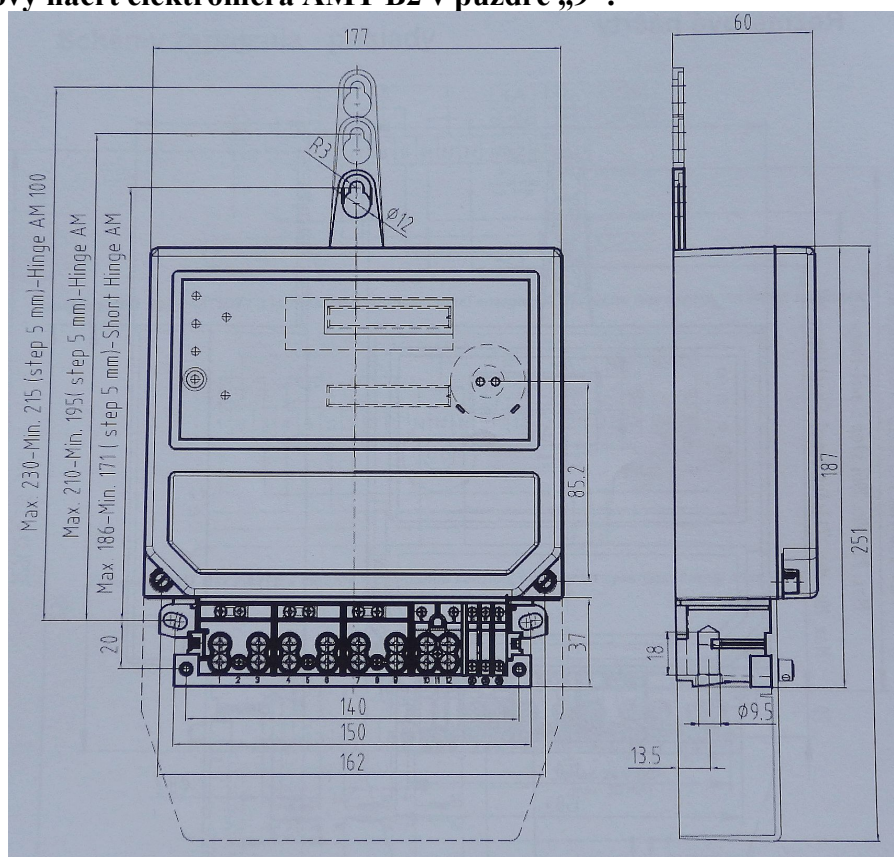 ový náčrt elektromera AMT B2 v puzdre „9“:
177
60
R3
Ø12
Max. 230-Min. 215 (step 5 mm)-Hinge AM 100
Max. 210-Min. 195( step 5 mm)-Hinge AM
Max 186-Min. 171 ( step 5 mm)-Short Hinge AM
85.2
187
251
20
37
18
2 3 4 5 6 7 8 9 10 11 12
140
150
162
Ø9.5
13.5